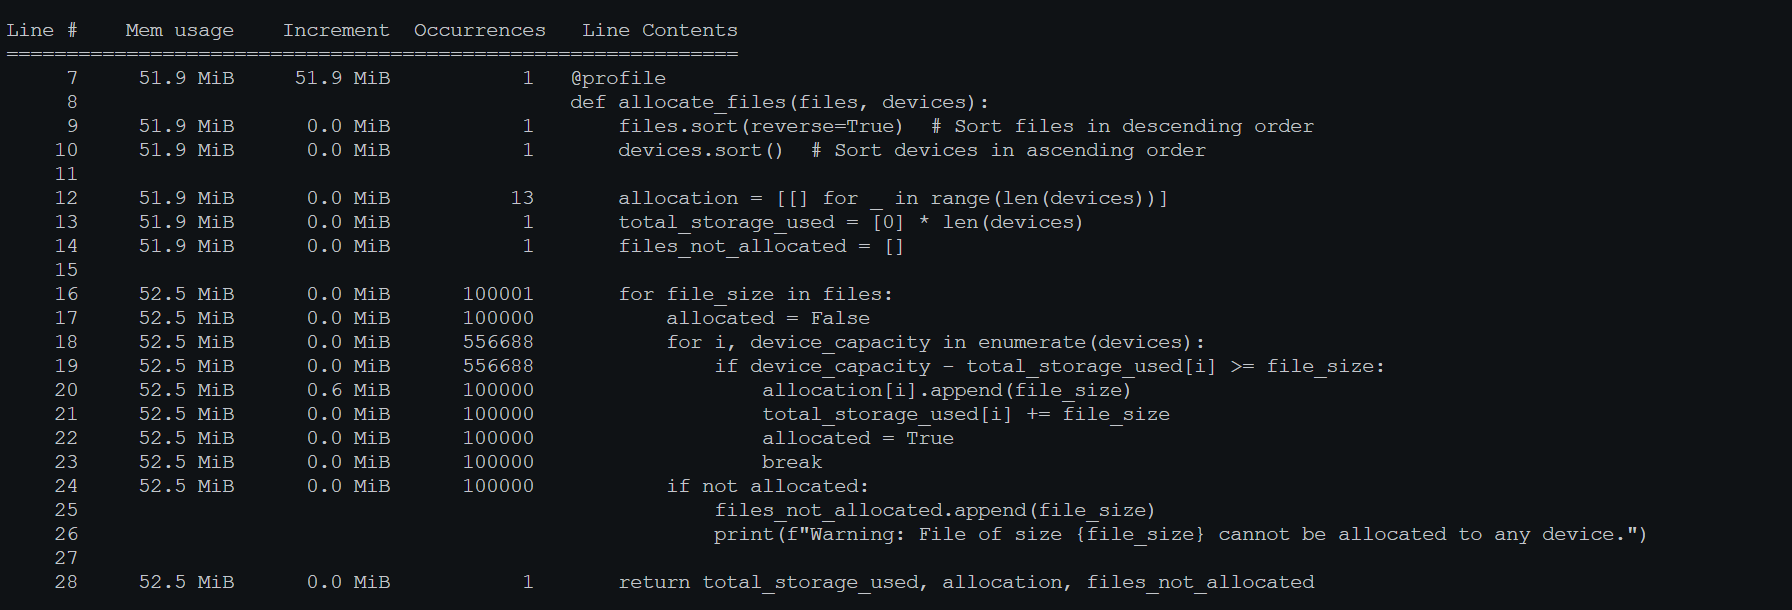 Line #    Mem usage    Increment  Occurrences   Line Contents
=============================================================
     7     51.9 MiB     51.9 MiB           1   @profile
     8                                         def allocate_files(files, devices):
     9     51.9 MiB      0.0 MiB           1       files.sort(reverse=True)  # Sort files in descending order
    10     51.9 MiB      0.0 MiB           1       devices.sort()  # Sort devices in ascending order
    11
    12     51.9 MiB      0.0 MiB          13       allocation = [[] for _ in range(len(devices))]
    13     51.9 MiB      0.0 MiB           1       total_storage_used = [0] * len(devices)
    14     51.9 MiB      0.0 MiB           1       files_not_allocated = []
    15
    16     52.5 MiB      0.0 MiB      100001       for file_size in files:
    17     52.5 MiB      0.0 MiB      100000           allocated = False
    18     52.5 MiB      0.0 MiB      556688           for i, device_capacity in enumerate(devices):
    19     52.5 MiB      0.0 MiB      556688               if device_capacity - total_storage_used[i] >= file_size:
    20     52.5 MiB      0.6 MiB      100000                   allocation[i].append(file_size)
    21     52.5 MiB      0.0 MiB      100000                   total_storage_used[i] += file_size
    22     52.5 MiB      0.0 MiB      100000                   allocated = True
    23     52.5 MiB      0.0 MiB      100000                   break
    24     52.5 MiB      0.0 MiB      100000           if not allocated:
    25                                                     files_not_allocated.append(file_size)
    26                                                     print(f"Warning: File of size {file_size} cannot be allocated to any device.")
    27
    28     52.5 MiB      0.0 MiB           1       return total_storage_used, allocation, files_not_allocated